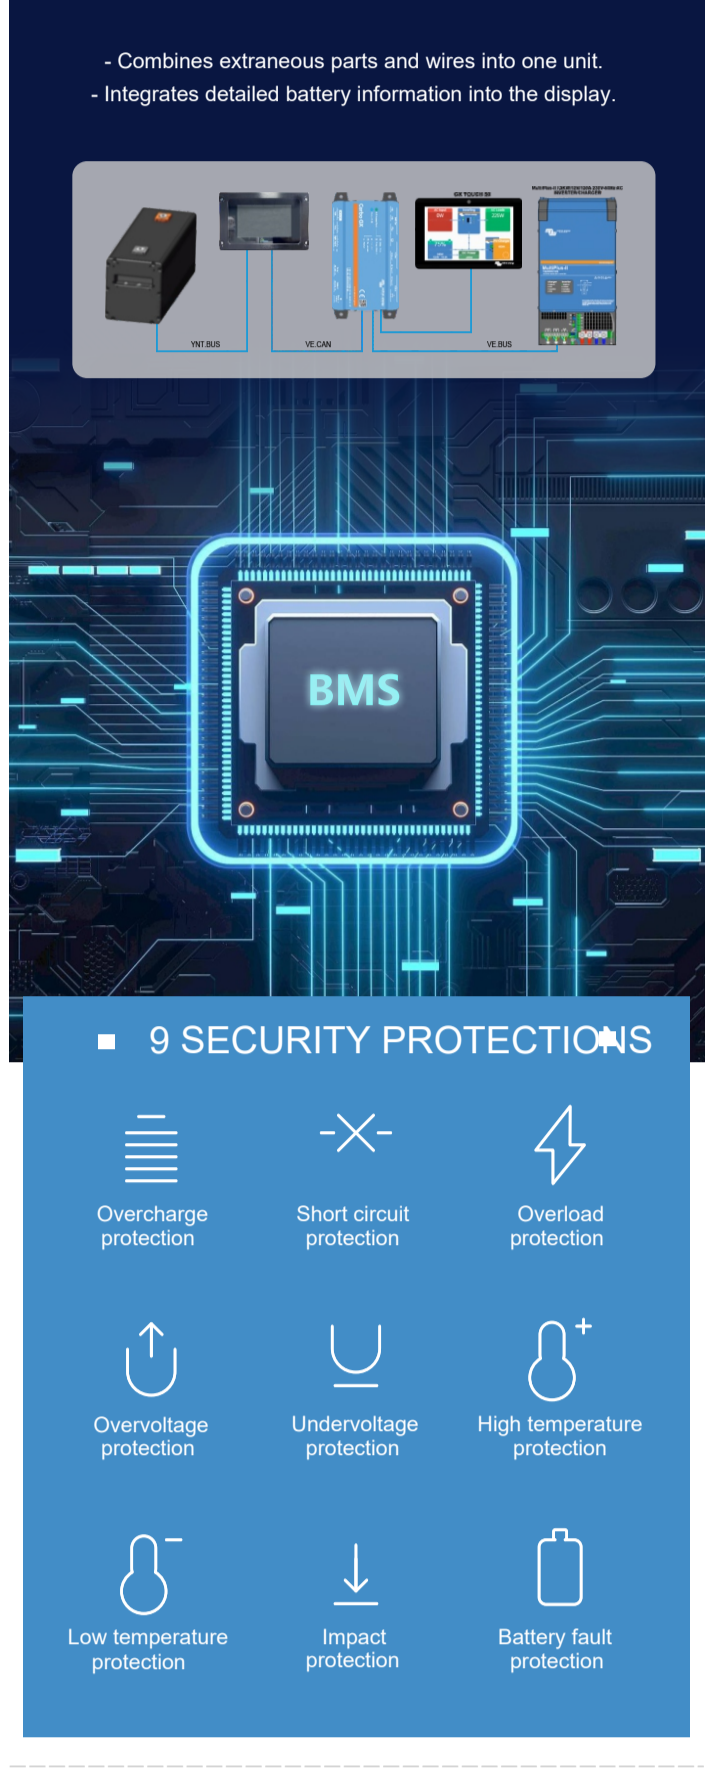 - Combines extraneous parts and wires into one unit.
- Integrates detailed battery information into the display.
YNT.BUS
VE.CAN
VE.BUS
BMS
9 SECURITY PROTECTIONS
Overcharge
protection
Short circuit
protection
Overload
protection
Overvoltage
protection
Undervoltage
protection
High temperature
protection
Low temperature
protection
Impact
protection
Battery fault
protection